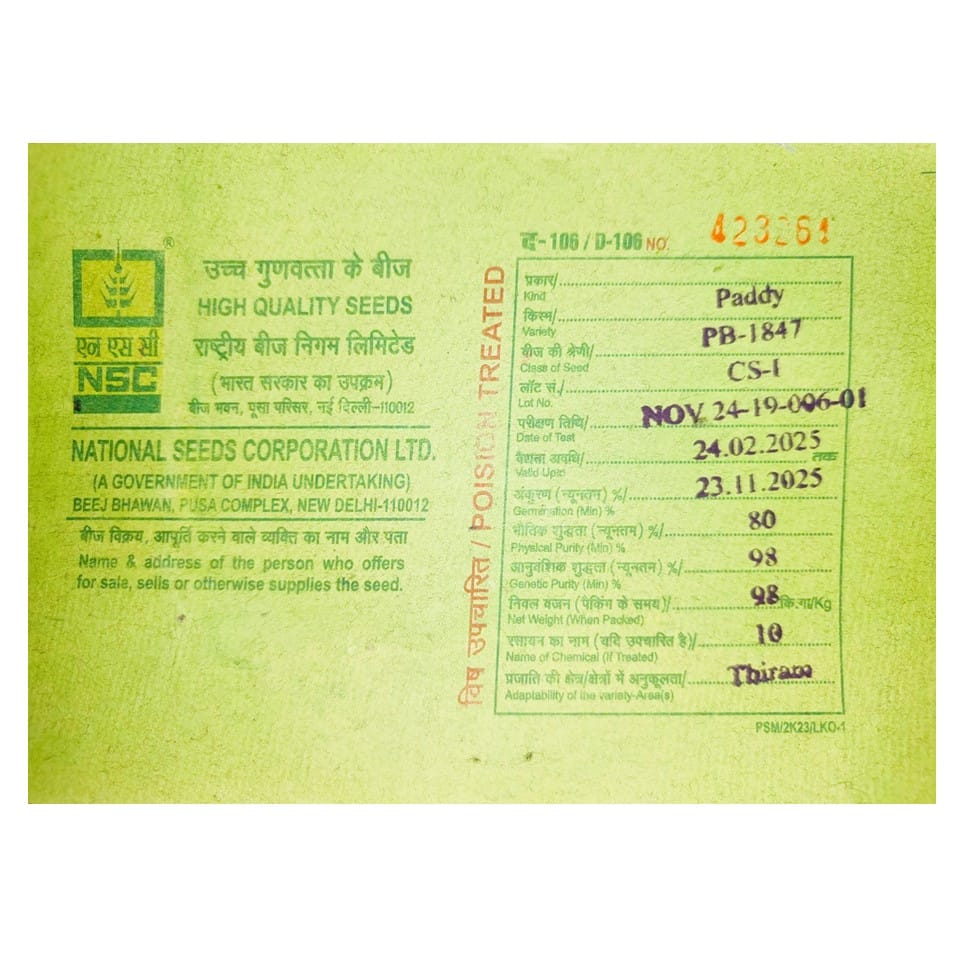 ®
एन एस सी
NSC
उच्च गुणवत्ता के बीज
HIGH QUALITY SEEDS
राष्ट्रीय बीज निगम लिमिटेड
(भारत सरकार का उपक्रम)
बीज भवन, पूसा परिसर, नई दिल्ली-110012
NATIONAL SEEDS CORPORATION LTD.
(A GOVERNMENT OF INDIA UNDERTAKING)
BEEJ BHAWAN, PUSA COMPLEX, NEW DELHI-110012
बीज विक्रय, आपूर्ति करने वाले व्यक्ति का नाम और पता
Name & address of the person who offers
for sale, sells or otherwise supplies the seed.
विष उपचारित / POISION TREATED
द-106 / D-106 NO. 423261
प्रकार/
Kind Paddy
किस्म/
Variety PB-1847
बीज की श्रेणी/
Class of Seed CS-I
लॉट सं./
Lot No. NOV 24-19-006-01
परीक्षण तिथि/
Date of Test 24.02.2025
वैधता अवधि/ तक
Valid Upto 23.11.2025
अंकुरण (न्यूनतन) %/
Germination (Min) % 80
भौतिक शुद्धता (न्यूनतम) %/
Physical Purity (Min) % 98
आनुवंशिक शुद्धता (न्यूनतन) %/
Genetic Purity (Min) % 98
निवल वजन (पैकिंग के समय)/ कि.ग्रा/Kg
Net Weight (When Packed) 10
रसायन का नाम (यदि उपचारित है)/
Name of Chemical (If Treated) Thiram
प्रजाति की क्षेत्र/क्षेत्रों में अनुकूलता/
Adaptability of the variety-Area(s)
PSM/2K23/LKO-1